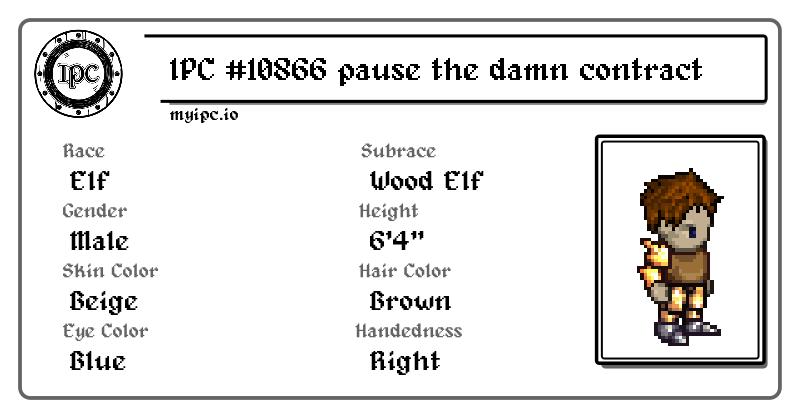 IPC
IPC #10866 pause the damn contract
myipc.io
Race
Elf
Subrace
Wood Elf
Gender
Male
Height
6'4"
Skin Color
Beige
Hair Color
Brown
Eye Color
Blue
Handedness
Right